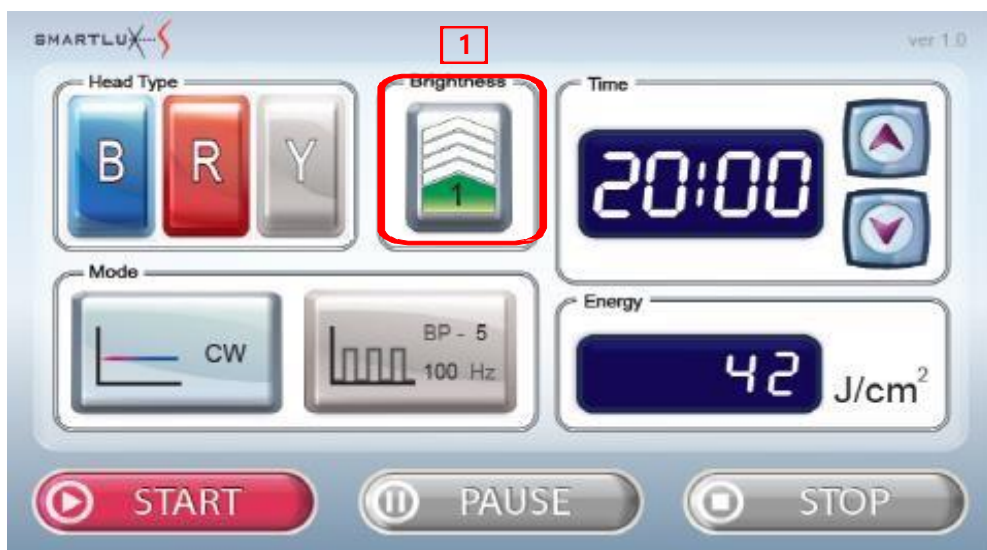 SMARTLUX-S
1
ver 1.0
Head Type
B R Y
Brightness
1
Time
20:00
Mode
CW
BP - 5
100 Hz
Energy
42 J/cm²
START
PAUSE
STOP